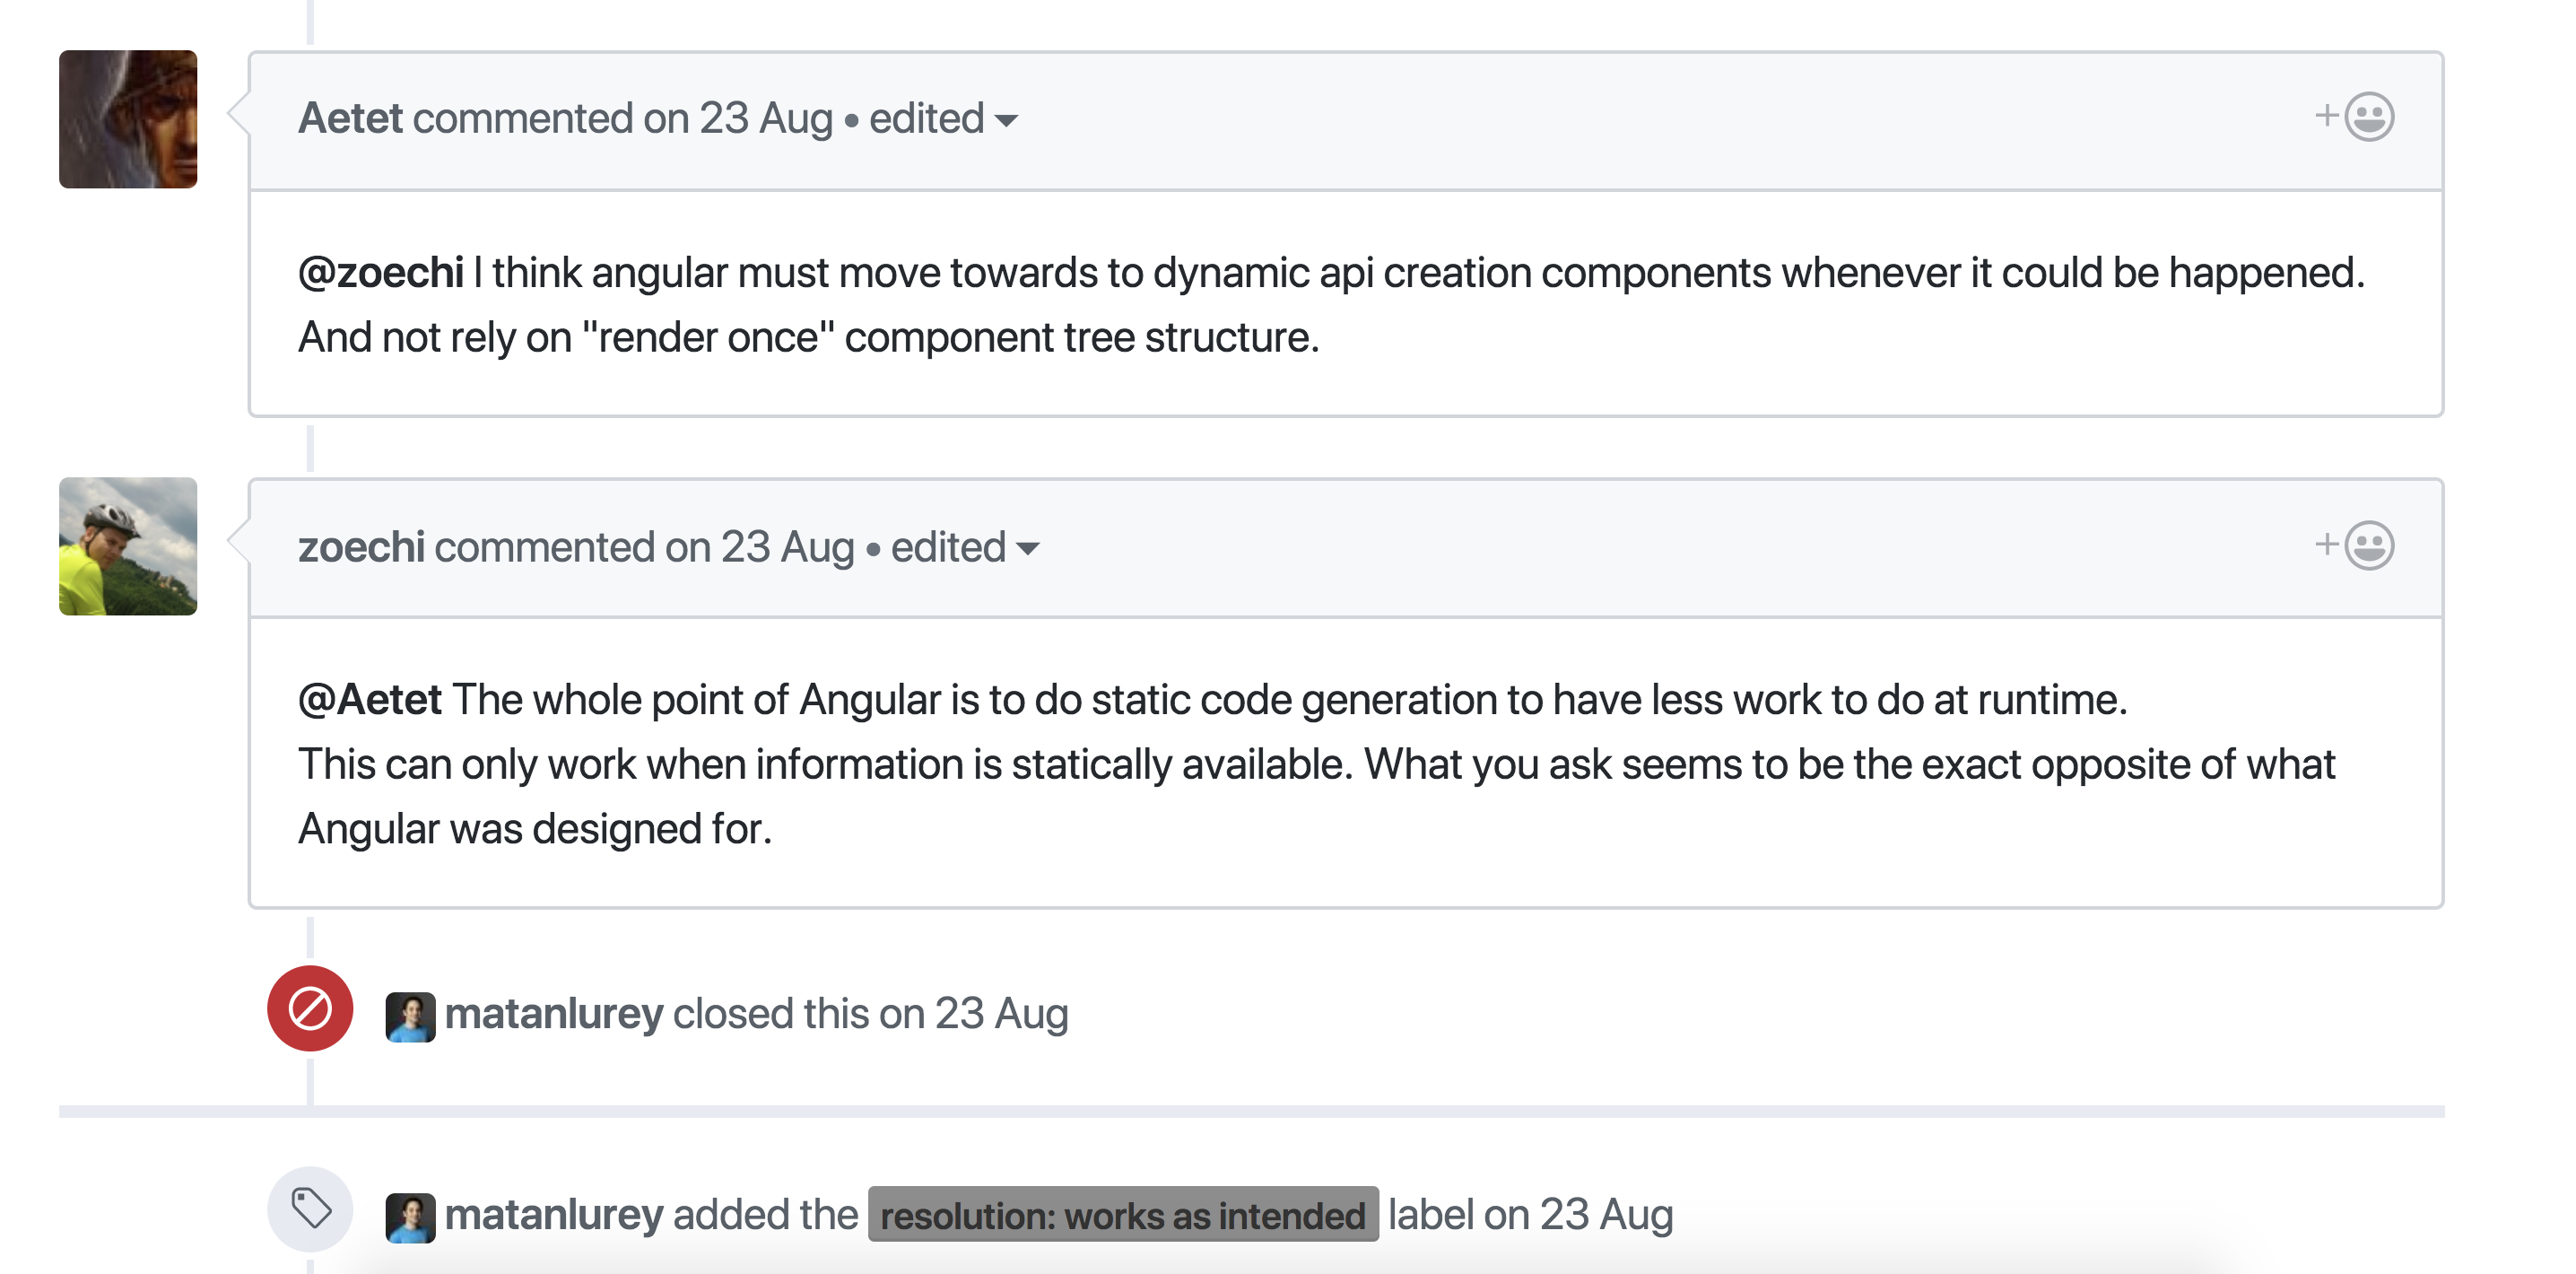 Aetet commented on 23 Aug • edited
@zoechi I think angular must move towards to dynamic api creation components whenever it could be happened.
And not rely on "render once" component tree structure.
zoechi commented on 23 Aug • edited
@Aetet The whole point of Angular is to do static code generation to have less work to do at runtime.
This can only work when information is statically available. What you ask seems to be the exact opposite of what
Angular was designed for.
matanlurey closed this on 23 Aug
matanlurey added the resolution: works as intended label on 23 Aug